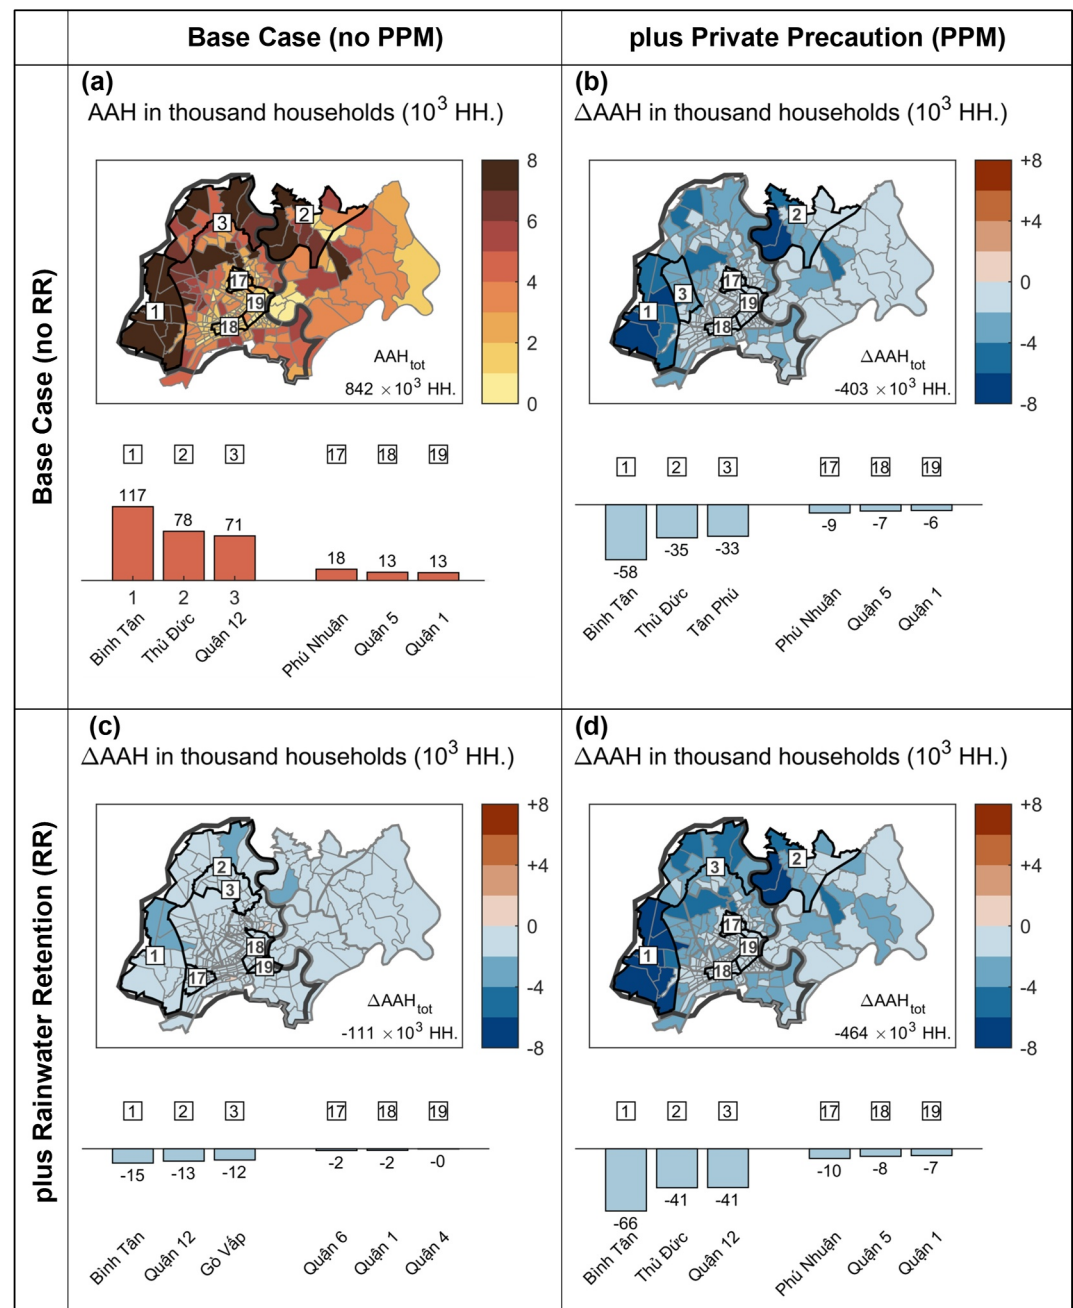 Base Case (no PPM)
plus Private Precaution (PPM)
Base Case (no RR)
(a)
AAH in thousand households (10³ HH.)
8
6
4
2
0
3
2
17
1
19
18
AAH_tot
842 ×10³ HH.
1 2 3 17 18 19
117
78
71
18
13
13
1 2 3
Bình Tân
Thủ Đức
Quận 12
Phú Nhuận
Quận 5
Quận 1
(b)
ΔAAH in thousand households (10³ HH.)
+8
+4
0
-4
-8
2
17
3
19
1
18
ΔAAH_tot
-403 ×10³ HH.
1 2 3 17 18 19
-58
-35
-33
-9
-7
-6
Bình Tân
Thủ Đức
Tân Phú
Phú Nhuận
Quận 5
Quận 1
plus Rainwater Retention (RR)
(c)
ΔAAH in thousand households (10³ HH.)
+8
+4
0
-4
-8
2
3
18
1
19
17
ΔAAH_tot
-111 ×10³ HH.
1 2 3 17 18 19
-15
-13
-12
-2
-2
-0
Bình Tân
Quận 12
Gò Vấp
Quận 6
Quận 1
Quận 4
(d)
ΔAAH in thousand households (10³ HH.)
+8
+4
0
-4
-8
2
3
17
19
1
18
ΔAAH_tot
-464 ×10³ HH.
1 2 3 17 18 19
-66
-41
-41
-10
-8
-7
Bình Tân
Thủ Đức
Quận 12
Phú Nhuận
Quận 5
Quận 1